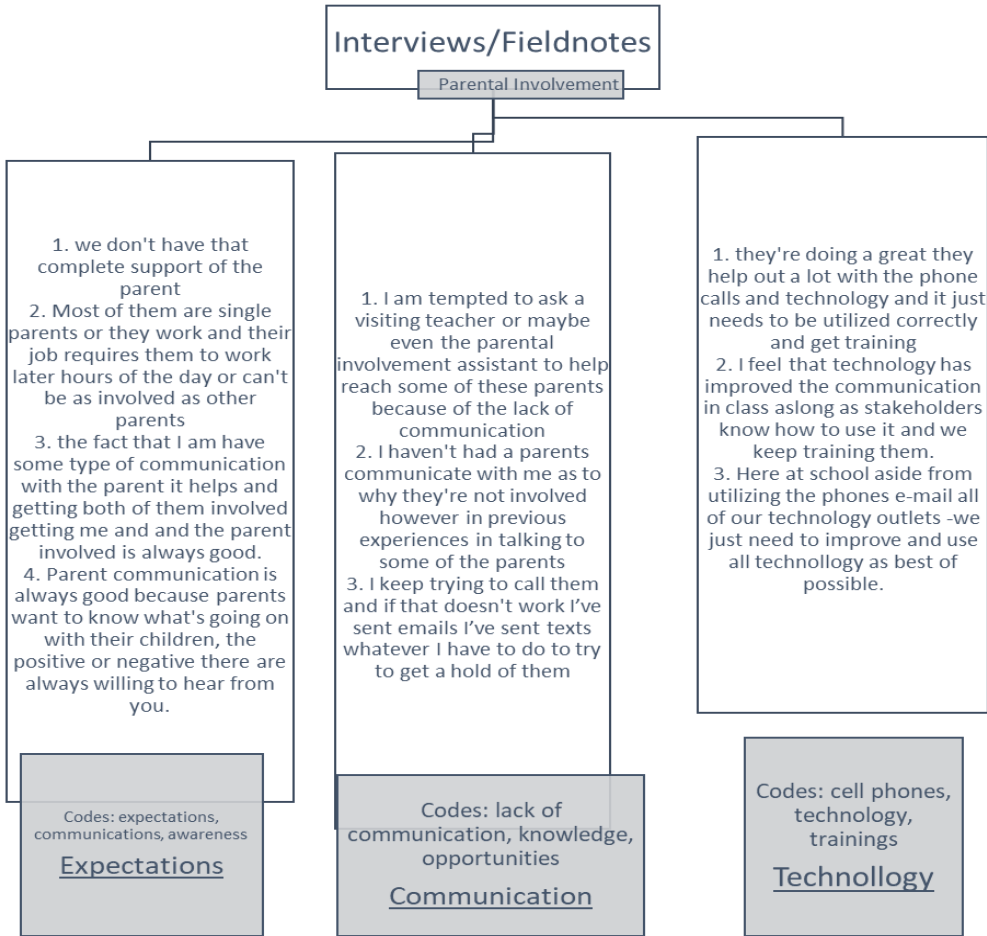 Interviews/Fieldnotes
Parental Involvement
1. we don't have that
complete support of the
parent
2. Most of them are single
parents or they work and their
job requires them to work
later hours of the day or can't
be as involved as other
parents
3. the fact that I am have
some type of communication
with the parent it helps and
getting both of them involved
getting me and and the parent
involved is always good.
4. Parent communication is
always good because parents
want to know what's going on
with their children, the
positive or negative there are
always willing to hear from
you.
Codes: expectations,
communications, awareness
Expectations
1. I am tempted to ask a
visiting teacher or maybe
even the parental
involvement assistant to help
reach some of these parents
because of the lack of
communication
2. I haven't had a parents
communicate with me as to
why they're not involved
however in previous
experiences in talking to
some of the parents
3. I keep trying to call them
and if that doesn't work I’ve
sent emails I’ve sent texts
whatever I have to do to try
to get a hold of them
Codes: lack of
communication, knowledge,
opportunities
Communication
1. they're doing a great they
help out a lot with the phone
calls and technology and it just
needs to be utilized correctly
and get training
2. I feel that technology has
improved the communication
in class aslong as stakeholders
know how to use it and we
keep training them.
3. Here at school aside from
utilizing the phones e-mail all
of our technology outlets -we
just need to improve and use
all technollogy as best of
possible.
Codes: cell phones,
technology,
trainings
Technollogy